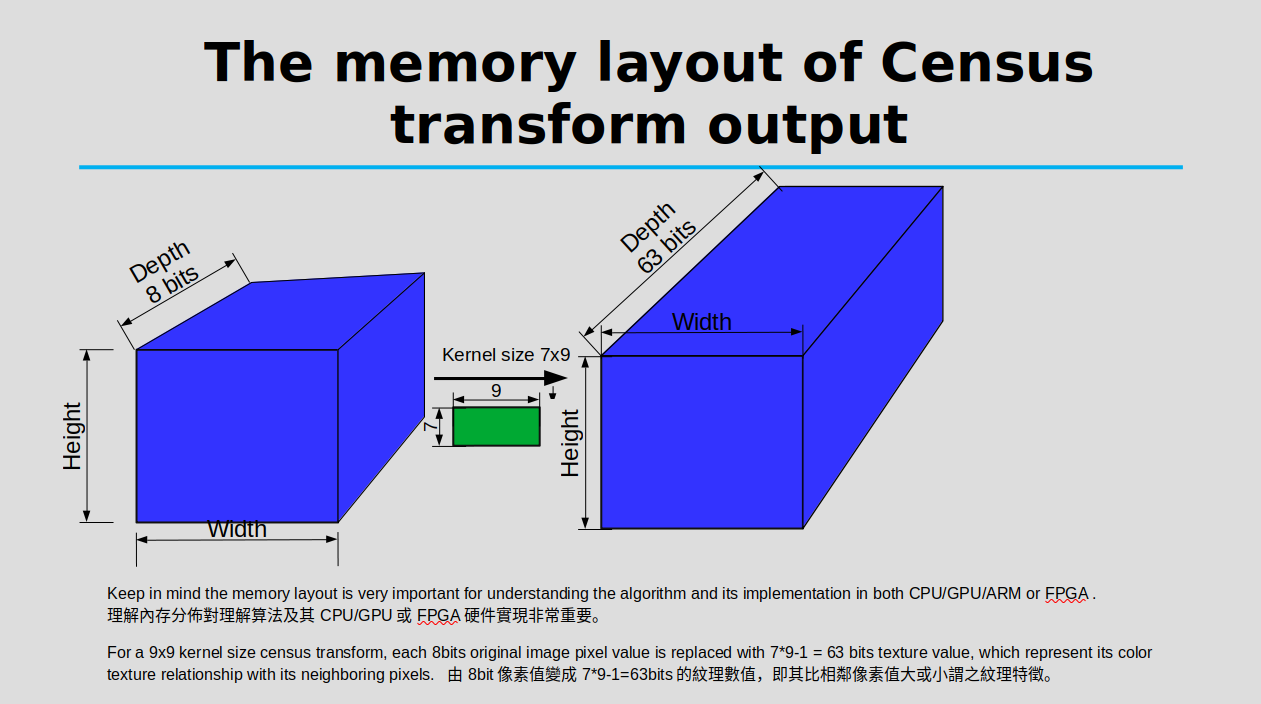 The memory layout of Census
transform output
Depth
8 bits
Height
Width
Kernel size 7x9
9
7
Depth
63 bits
Width
Height
Keep in mind the memory layout is very important for understanding the algorithm and its implementation in both CPU/GPU/ARM or FPGA .
理解內存分佈對理解算法及其 CPU/GPU 或 FPGA 硬件實現非常重要。
For a 9x9 kernel size census transform, each 8bits original image pixel value is replaced with 7*9-1 = 63 bits texture value, which represent its color
texture relationship with its neighboring pixels. 由 8bit 像素值變成 7*9-1=63bits 的紋理數值，即其比相鄰像素值大或小謂之紋理特徵。